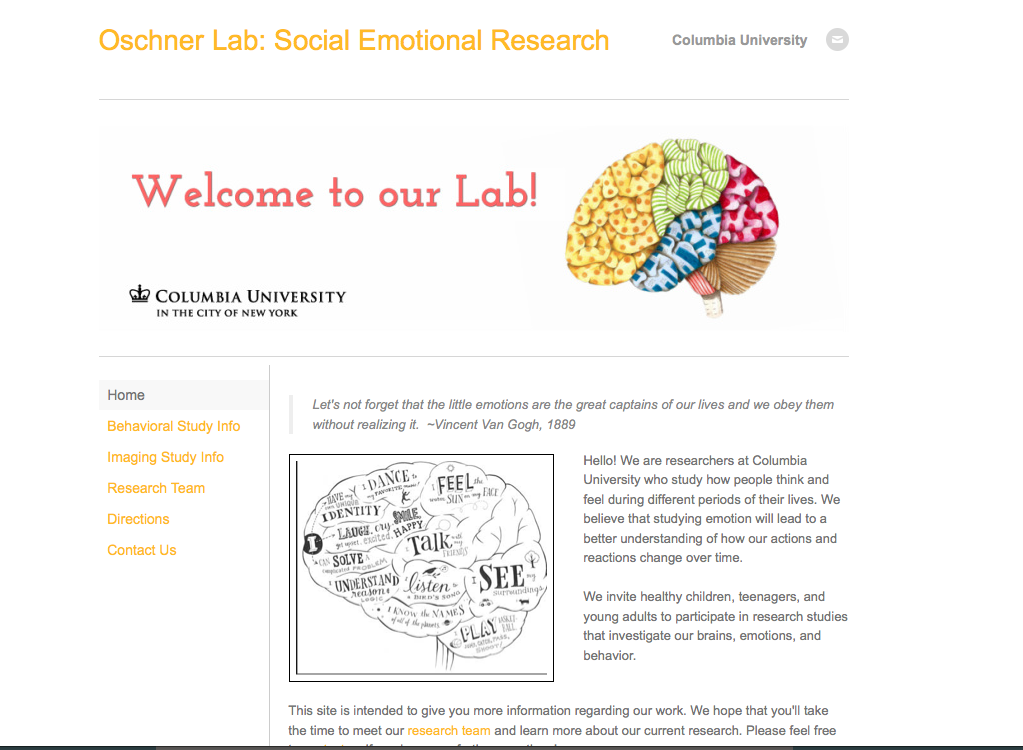 Oschner Lab: Social Emotional Research
Columbia University
Welcome to our Lab!
COLUMBIA UNIVERSITY
IN THE CITY OF NEW YORK
Home
Behavioral Study Info
Imaging Study Info
Research Team
Directions
Contact Us
Let's not forget that the little emotions are the great captains of our lives and we obey them
without realizing it.  ~Vincent Van Gogh, 1889
I DANCE to
my FAVORITE music!
I FEEL the
warm SUN on my FACE
I HAVE my
own UNIQUE
IDENTITY
I
LAUGH, cry, SMILE,
get upset, excited, HAPPY
I Talk with
my FRIENDS
I CAN SOLVE a
complicated PROBLEM
I UNDERSTAND
reason &
LOGIC
I listen to
a BIRD'S SONG
I SEE my
surroundings
I KNOW the NAMES
of all of the planets
I PLAY BASKET
BALL
SHOOT!
Hello! We are researchers at Columbia
University who study how people think and
feel during different periods of their lives. We
believe that studying emotion will lead to a
better understanding of how our actions and
reactions change over time.
We invite healthy children, teenagers, and
young adults to participate in research studies
that investigate our brains, emotions, and
behavior.
This site is intended to give you more information regarding our work. We hope that you'll take
the time to meet our research team and learn more about our current research. Please feel free